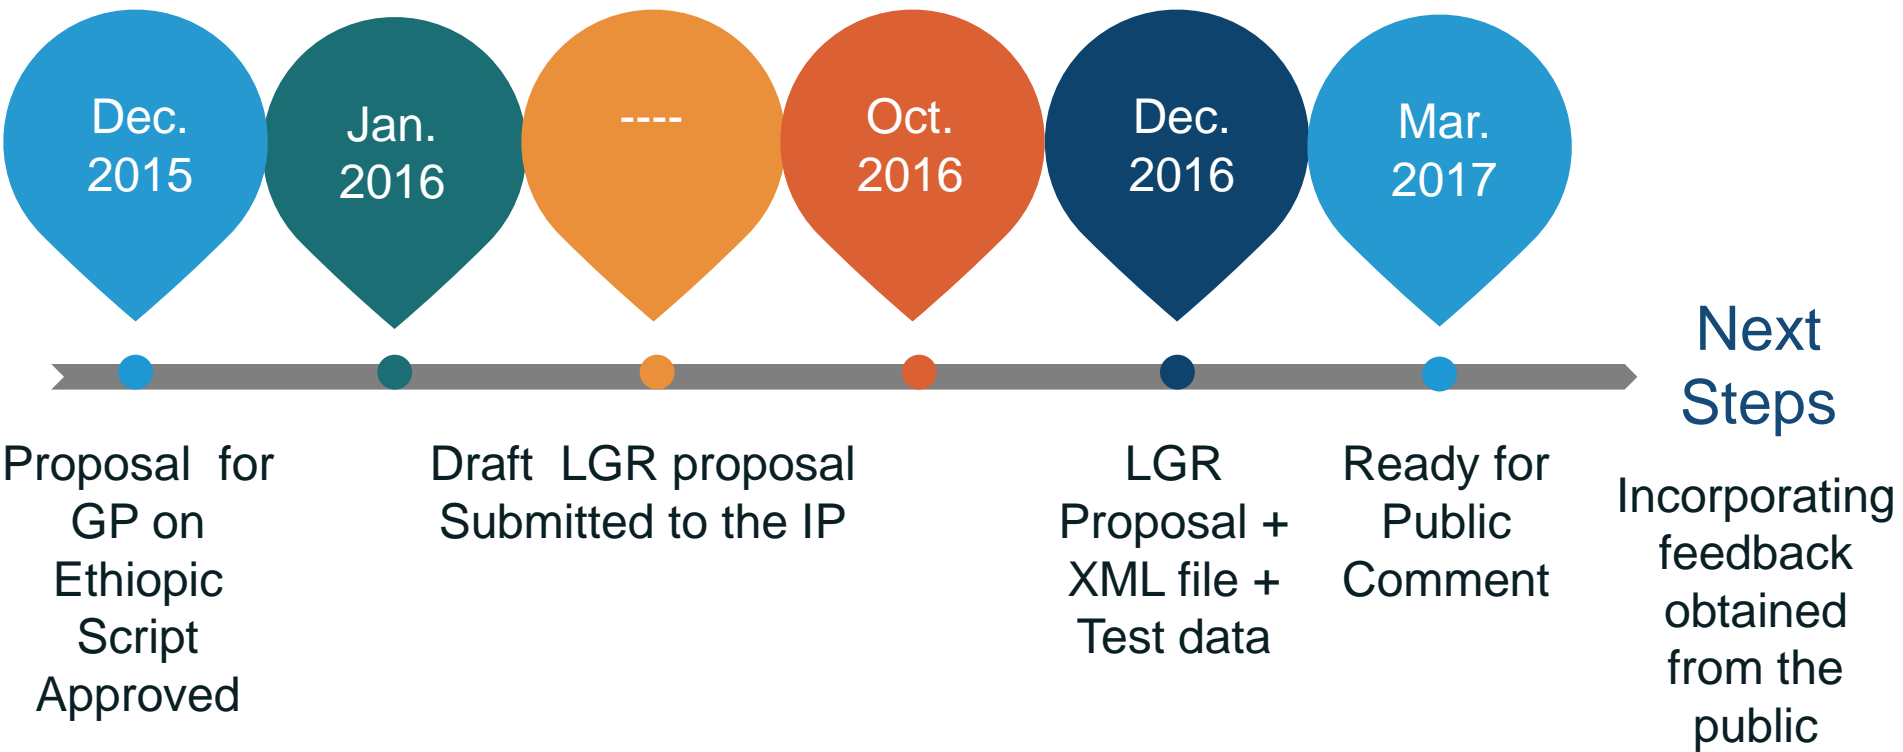 Dec.
2015
Jan.
2016
----
Oct.
2016
Dec.
2016
Mar.
2017
Proposal for
GP on
Ethiopic
Script
Approved
Draft LGR proposal
Submitted to the IP
LGR
Proposal +
XML file +
Test data
Ready for
Public
Comment
Next
Steps
Incorporating
feedback
obtained
from the
public